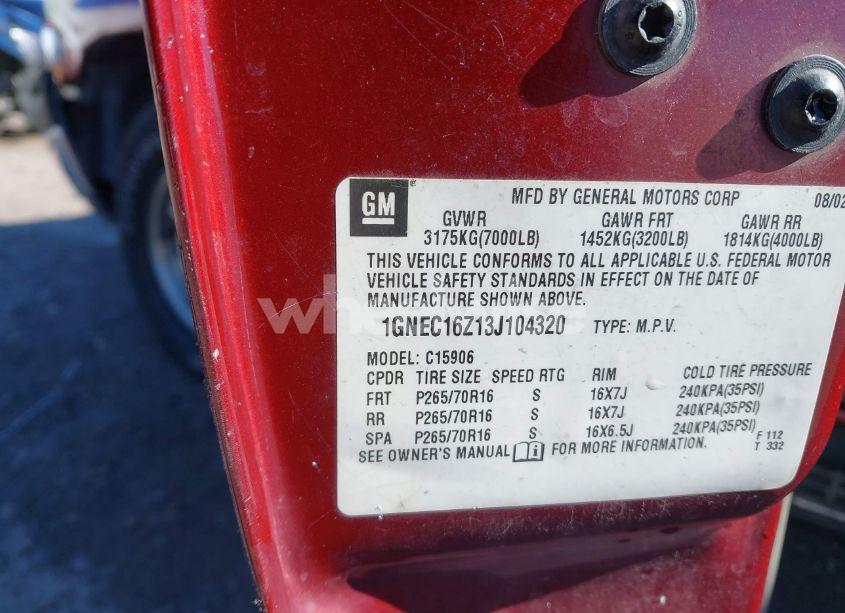 GM ® MFD BY GENERAL MOTORS CORP 08/02
GVWR GAWR FRT GAWR RR
3175KG(7000LB) 1452KG(3200LB) 1814KG(4000LB)
THIS VEHICLE CONFORMS TO ALL APPLICABLE U.S. FEDERAL MOTOR
VEHICLE SAFETY STANDARDS IN EFFECT ON THE DATE OF
MANUFACTURE SHOWN ABOVE.
1GNEC16Z13J104320 TYPE: M.P.V.
MODEL: C15906
CPDR TIRE SIZE SPEED RTG RIM COLD TIRE PRESSURE
FRT P265/70R16 S 16X7J 240KPA(35PSI)
RR P265/70R16 S 16X7J 240KPA(35PSI)
SPA P265/70R16 S 16X6.5J 240KPA(35PSI)
SEE OWNER'S MANUAL i FOR MORE INFORMATION. F 112
T 332